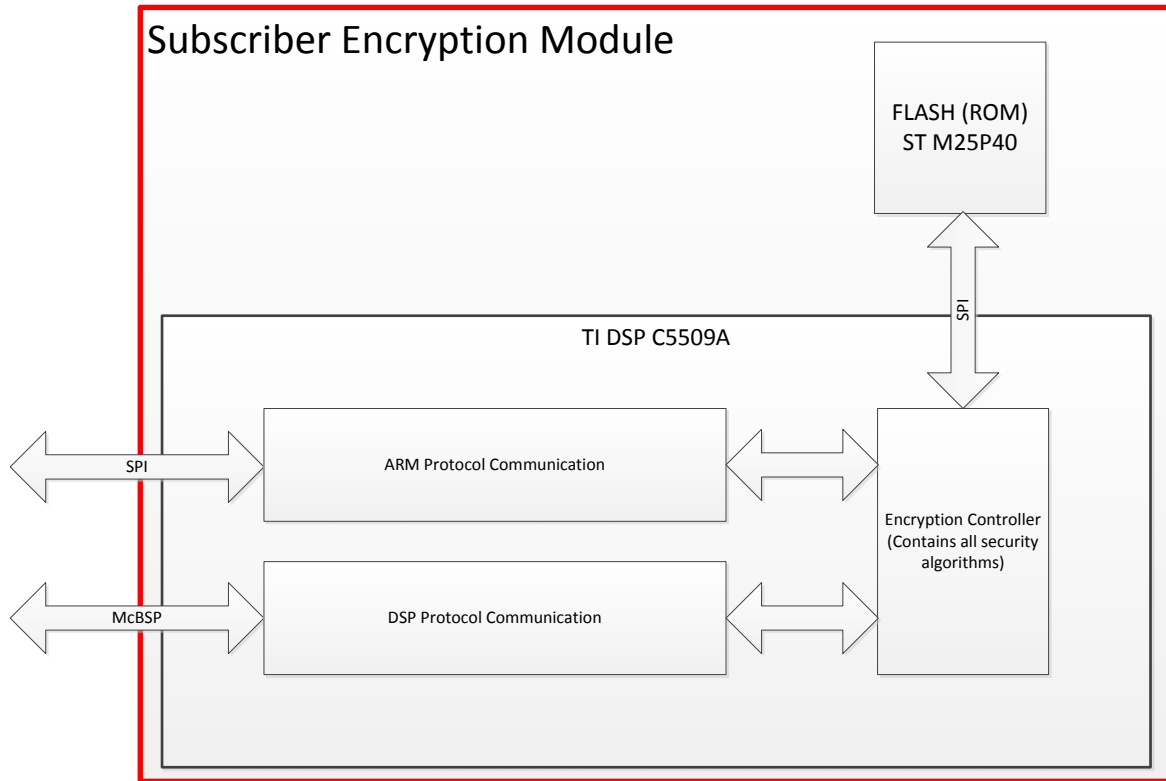 Subscriber Encryption Module
FLASH (ROM)
ST M25P40
SPI
TI DSP C5509A
SPI
ARM Protocol Communication
Encryption Controller
(Contains all security
algorithms)
McBSP
DSP Protocol Communication